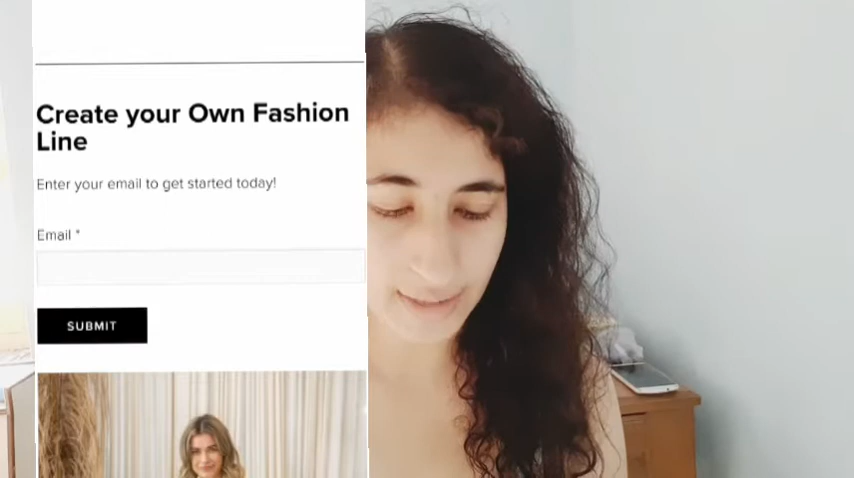 Create your Own Fashion
Line
Enter your email to get started today!
Email *
SUBMIT